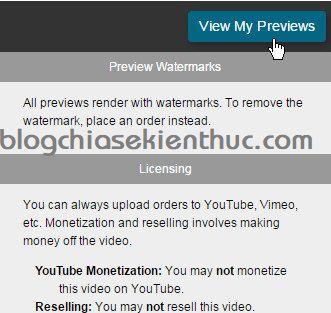 View My Previews
Preview Watermarks
All previews render with watermarks. To remove the
watermark, place an order instead.
blogchiasekienthuc.com
Licensing
You can always upload orders to YouTube, Vimeo,
etc. Monetization and reselling involves making
money off the video.
YouTube Monetization: You may not monetize
this video on YouTube.
Reselling: You may not resell this video.